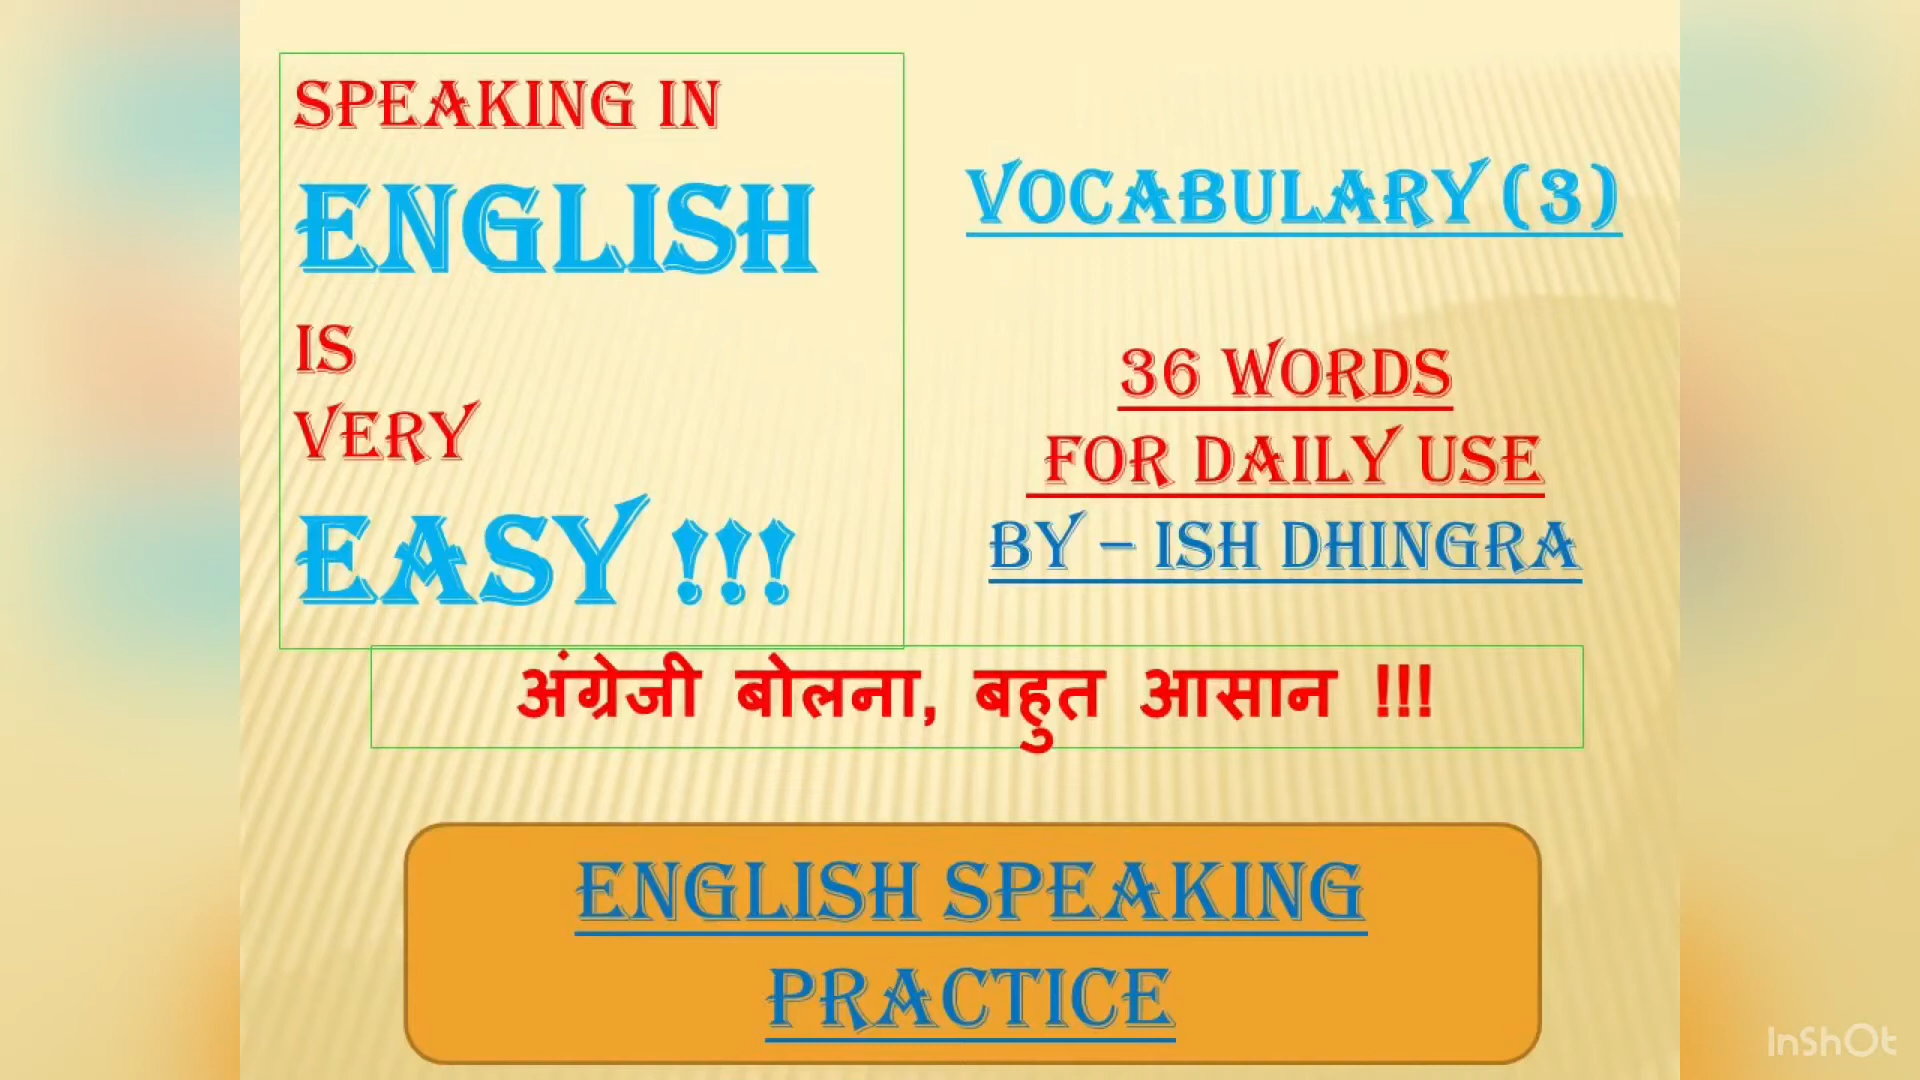 SPEAKING IN
ENGLISH
IS
VERY
EASY !!!
VOCABULARY (3)
36 WORDS
FOR DAILY USE
BY – ISH DHINGRA
अंग्रेजी बोलना, बहुत आसान !!!
ENGLISH SPEAKING
PRACTICE
InShOt